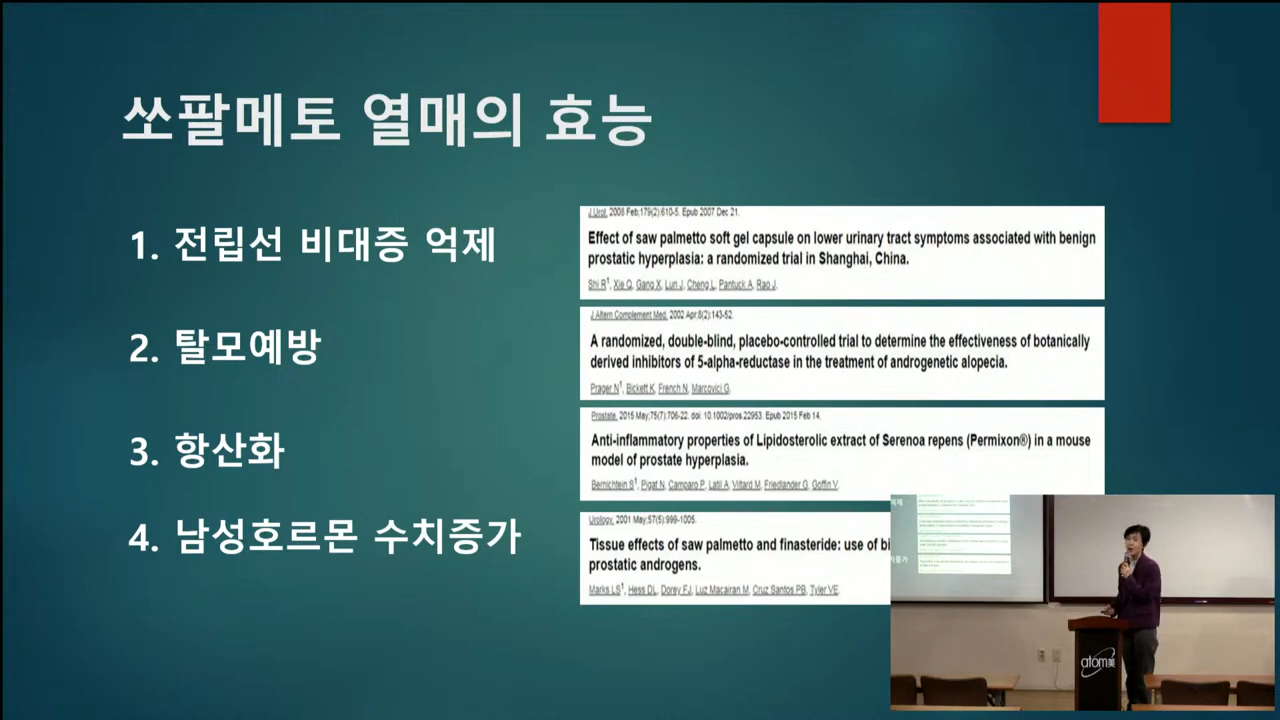 쏘팔메토 열매의 효능
1. 전립선 비대증 억제
2. 탈모예방
3. 항산화
4. 남성호르몬 수치증가
J Urol. 2008 Feb;179(2):610-5. Epub 2007 Dec 21.
Effect of saw palmetto soft gel capsule on lower urinary tract symptoms associated with benign
prostatic hyperplasia: a randomized trial in Shanghai, China.
Shi R1, Xie Q, Gang X, Lun J, Cheng L, Pantuck A, Rao J.
J Altern Complement Med. 2002 Apr;8(2):143-52.
A randomized, double-blind, placebo-controlled trial to determine the effectiveness of botanically
derived inhibitors of 5-alpha-reductase in the treatment of androgenetic alopecia.
Prager N1, Bickett K, French N, Marcovici G.
Prostate. 2015 May;75(7):706-22. doi: 10.1002/pros.22953. Epub 2015 Feb 14.
Anti-inflammatory properties of Lipidosterolic extract of Serenoa repens (Permixon®) in a mouse
model of prostate hyperplasia.
Bernichtein S1, Pigat N, Camparo P, Latil A, Viltard M, Friedlander G, Goffin V.
Urology. 2001 May;57(5):999-1005.
Tissue effects of saw palmetto and finasteride: use of bi
prostatic androgens.
Marks LS1, Hess DL, Dorey FJ, Luz Macairan M, Cruz Santos PB, Tyler VE.
atom美